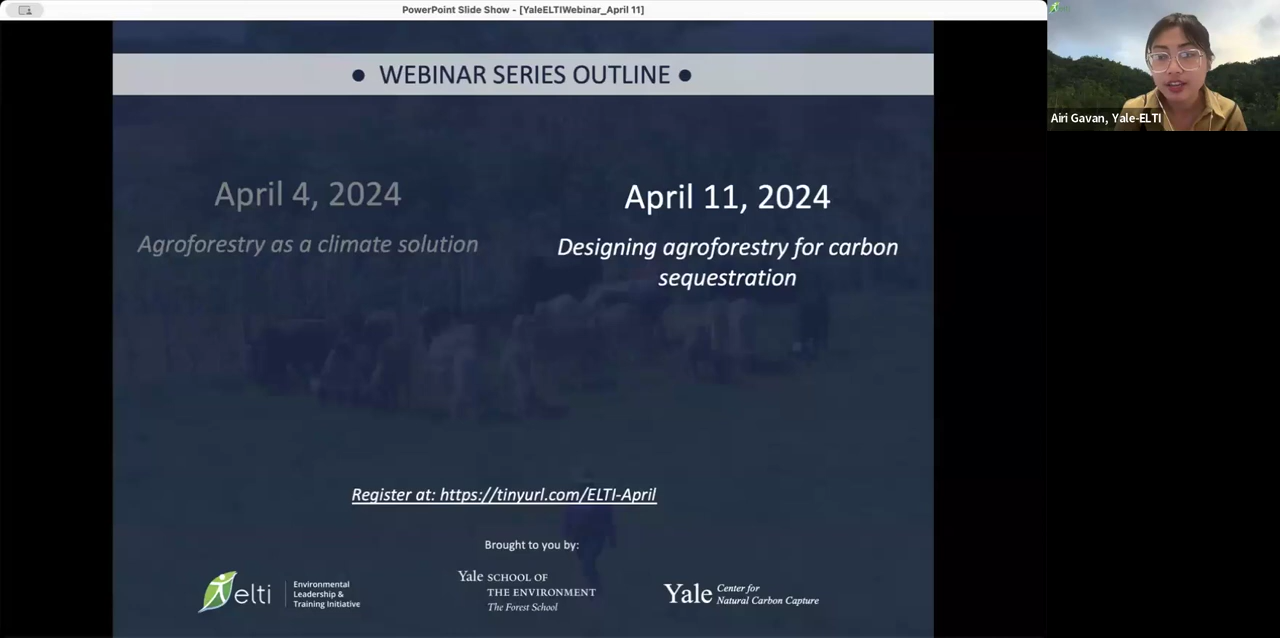 PowerPoint Slide Show - [YaleELTIWebinar_April 11]
● WEBINAR SERIES OUTLINE ●
April 4, 2024
Agroforestry as a climate solution
April 11, 2024
Designing agroforestry for carbon
sequestration
Register at: https://tinyurl.com/ELTI-April
Brought to you by:
elti
Environmental
Leadership &
Training Initiative
Yale SCHOOL OF
THE ENVIRONMENT
The Forest School
Yale Center for
Natural Carbon Capture
Airi Gavan, Yale-ELTI